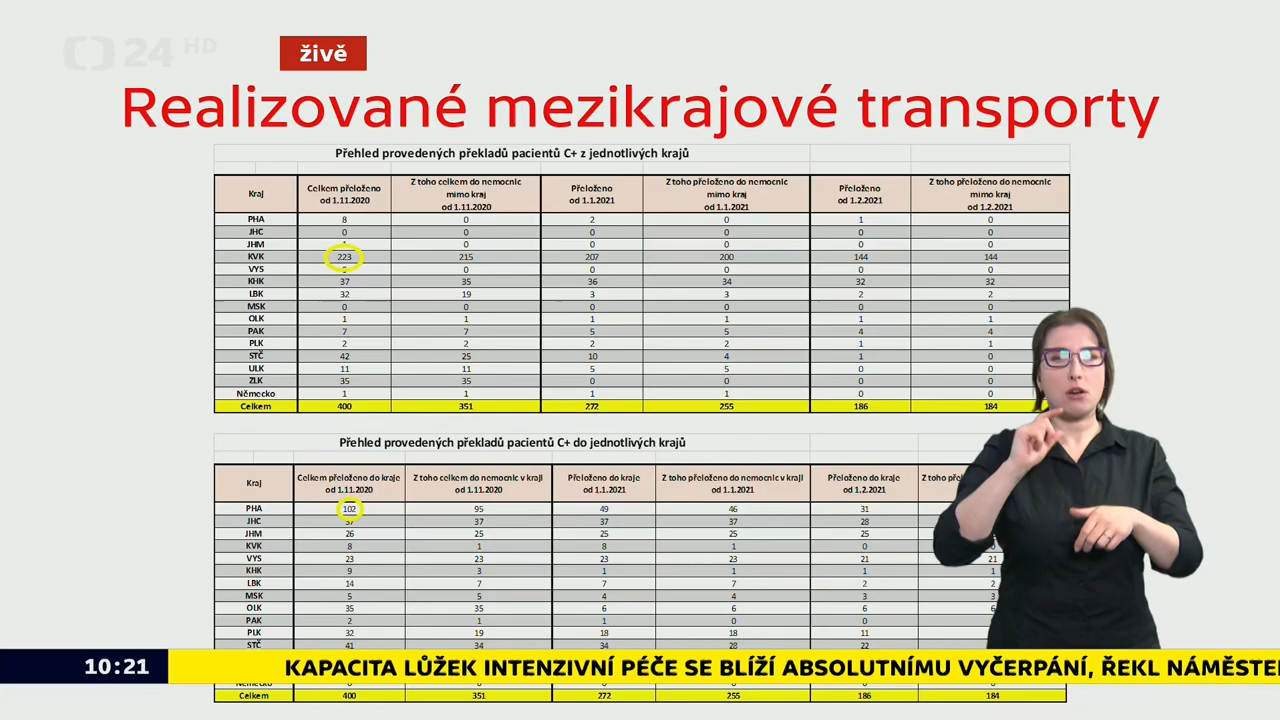 24 HD
živě
Realizované mezikrajové transporty
Přehled provedených překladů pacientů C+ z jednotlivých krajů
Kraj Celkem přeloženo od 1.11.2020 Z toho celkem do nemocnic mimo kraj od 1.11.2020 Přeloženo od 1.1.2021 Z toho přeloženo do nemocnic mimo kraj od 1.1.2021 Přeloženo od 1.2.2021 Z toho přeloženo do nemocnic mimo kraj od 1.2.2021
PHA 8 0 2 0 1 0
JHC 0 0 0 0 0 0
JHM 0 0 0 0 0
KVK 223 215 207 200 144 144
VYS 0 0 0 0 0
KHK 37 35 36 34 32 32
LBK 32 19 3 3 2 2
MSK 0 0 0 0 0 0
OLK 1 1 1 1 1 1
PAK 7 7 5 5 4 4
PLK 2 2 2 2 1 1
STČ 42 25 10 4 1 0
ULK 11 11 5 5 0 0
ZLK 35 35 0 0 0 0
Německo 1 1 1 1 0 0
Celkem 400 351 272 255 186 184
Přehled provedených překladů pacientů C+ do jednotlivých krajů
Kraj Celkem přeloženo do kraje od 1.11.2020 Z toho celkem do nemocnic v kraji od 1.11.2020 Přeloženo do kraje od 1.1.2021 Z toho přeloženo do nemocnic v kraji od 1.1.2021 Přeloženo do kraje od 1.2.2021 Z toho
PHA 102 95 49 46 31
JHC 37 37 37 37 28
JHM 26 25 25 25 25
KVK 8 1 8 1 0
VYS 23 23 23 23 21 21
KHK 9 3 1 1 1 1
LBK 14 7 7 7 2 2
MSK 5 5 4 4 3 3
OLK 35 35 6 6 6 6
PAK 2 1 1 0 0
PLK 32 19 18 18 11
STČ 41 34 34 28 22
10:21 KAPACITA LŮŽEK INTENZIVNÍ PÉČE SE BLÍŽÍ ABSOLUTNÍMU VYČERPÁNÍ, ŘEKL NÁMĚSTE
Celkem 400 351 272 255 186 184